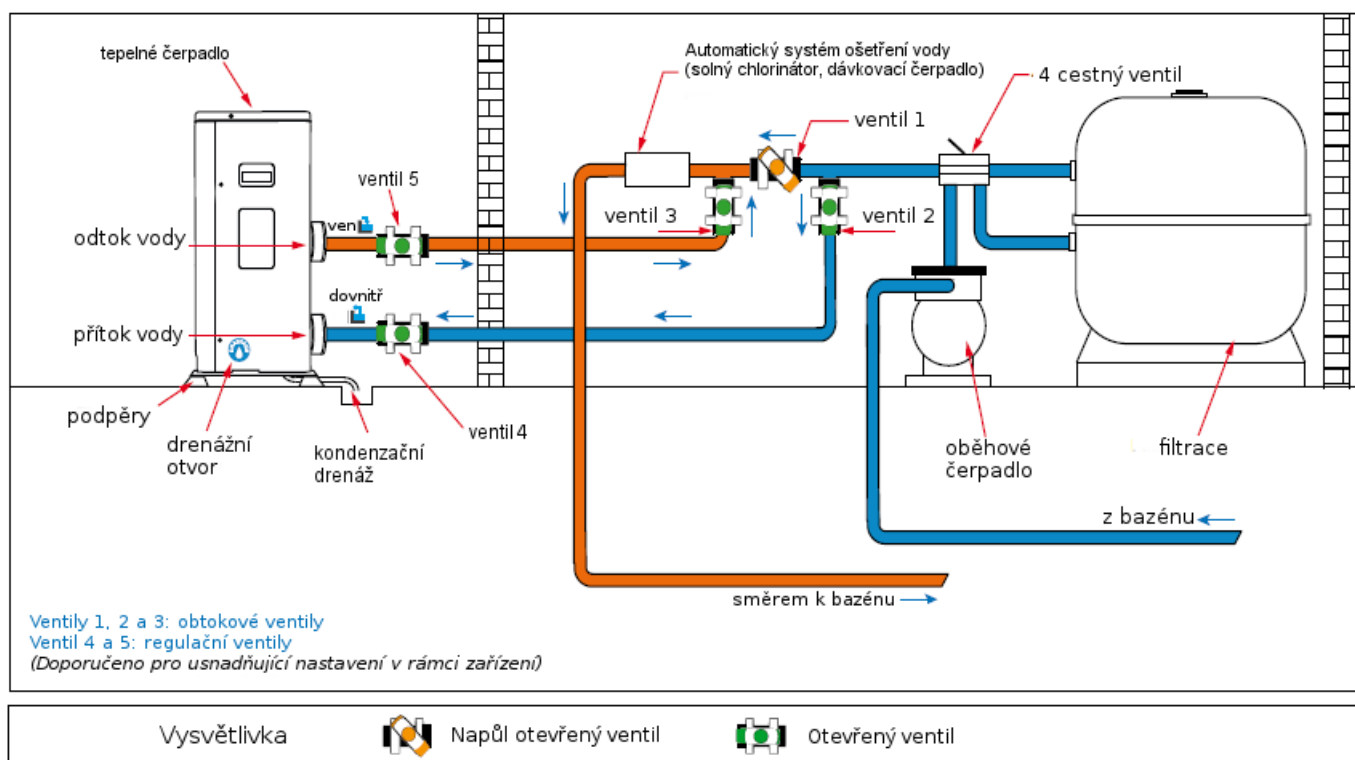 tepelné čerpadlo
Automatický systém ošetření vody
(solný chlorinátor, dávkovací čerpadlo)
4 cestný ventil
ventil 1
ventil 5
ventil 3
ventil 2
ven
odtok vody
dovnitř
přítok vody
podpěry
drenážní
otvor
kondenzační
drenáž
ventil 4
oběhové
čerpadlo
filtrace
z bazénu
směrem k bazénu
Ventily 1, 2 a 3: obtokové ventily
Ventil 4 a 5: regulační ventily
(Doporučeno pro usnadňující nastavení v rámci zařízení)
Vysvětlivka
Napůl otevřený ventil
Otevřený ventil